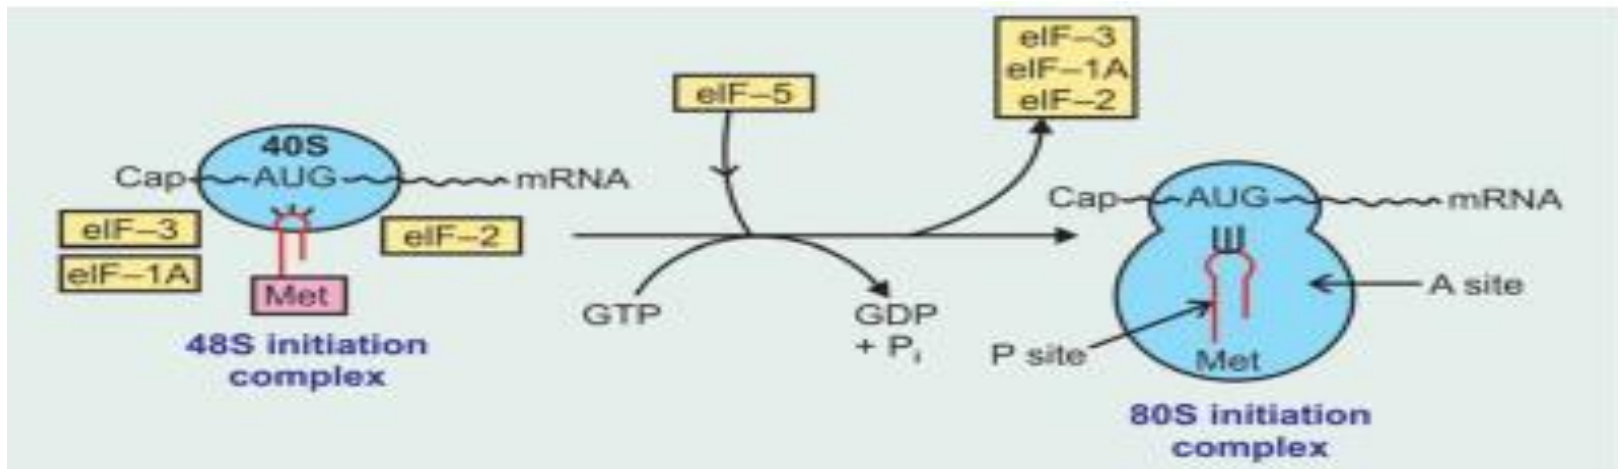 40S
Cap AUG mRNA
eIF–3
eIF–1A
eIF–2
Met
48S initiation
complex
eIF–5
GTP
GDP
+ Pi
eIF–3
eIF–1A
eIF–2
Cap AUG mRNA
A site
P site
Met
80S initiation
complex